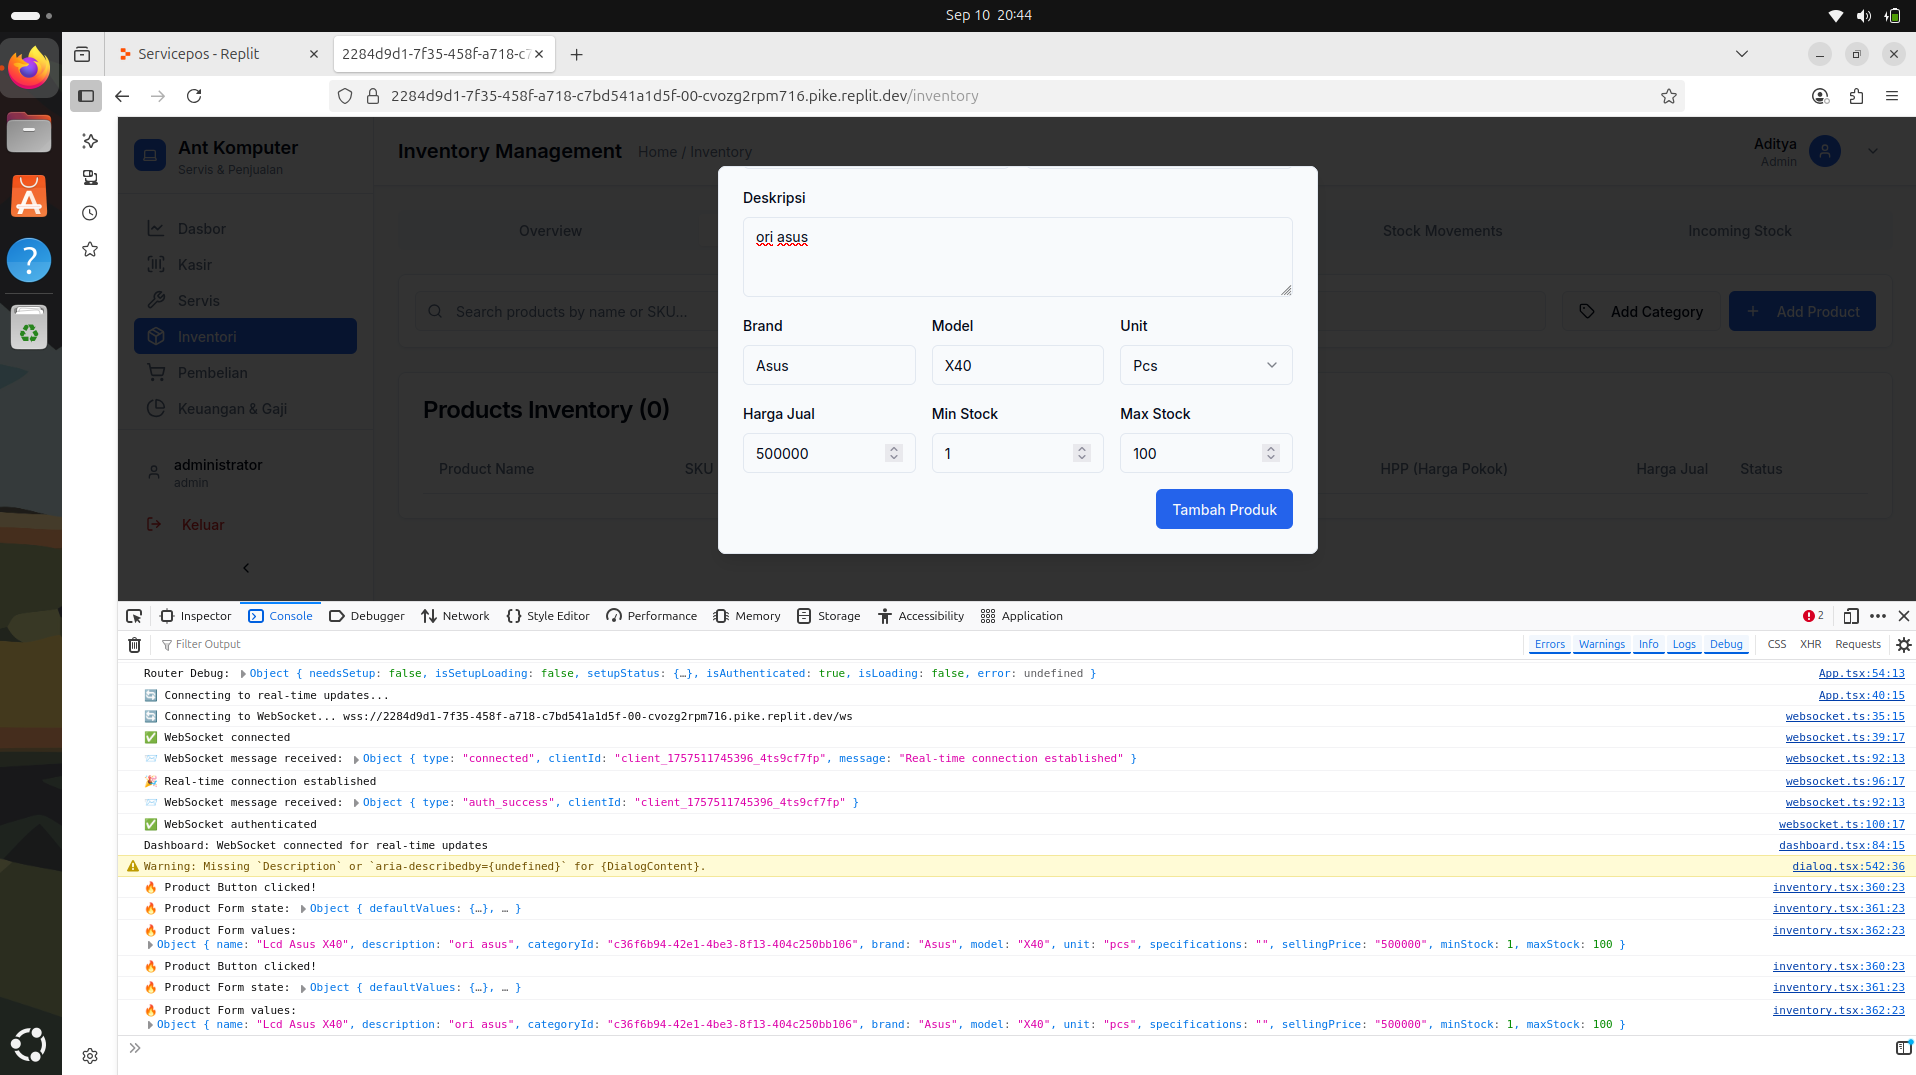 Sep 10 20:44
Servicepos - Replit
2284d9d1-7f35-458f-a718-c7
2284d9d1-7f35-458f-a718-c7bd541a1d5f-00-cvozg2rpm716.pike.replit.dev/inventory
Ant Komputer
Servis & Penjualan
Inventory Management Home / Inventory
Aditya
Admin
Dasbor
Kasir
Servis
Inventori
Pembelian
Keuangan & Gaji
administrator
admin
Keluar
Overview
Stock Movements
Incoming Stock
Search products by name or SKU...
Add Category
Add Product
Products Inventory (0)
Product Name
SKU
HPP (Harga Pokok)
Harga Jual
Status
Deskripsi
ori asus
Brand Model Unit
Asus X40 Pcs
Harga Jual Min Stock Max Stock
500000 1 100
Tambah Produk
Inspector Console Debugger Network Style Editor Performance Memory Storage Accessibility Application 2
Filter Output Errors Warnings Info Logs Debug CSS XHR Requests
Router Debug: Object { needsSetup: false, isSetupLoading: false, setupStatus: {…}, isAuthenticated: true, isLoading: false, error: undefined } App.tsx:54:13
🔄 Connecting to real-time updates... App.tsx:40:15
🔄 Connecting to WebSocket... wss://2284d9d1-7f35-458f-a718-c7bd541a1d5f-00-cvozg2rpm716.pike.replit.dev/ws websocket.ts:35:15
✅ WebSocket connected websocket.ts:39:17
📨 WebSocket message received: Object { type: "connected", clientId: "client_1757511745396_4ts9cf7fp", message: "Real-time connection established" } websocket.ts:92:13
🎉 Real-time connection established websocket.ts:96:17
📨 WebSocket message received: Object { type: "auth_success", clientId: "client_1757511745396_4ts9cf7fp" } websocket.ts:92:13
✅ WebSocket authenticated websocket.ts:100:17
Dashboard: WebSocket connected for real-time updates dashboard.tsx:84:15
Warning: Missing `Description` or `aria-describedby={undefined}` for {DialogContent}. dialog.tsx:542:36
🔥 Product Button clicked! inventory.tsx:360:23
🔥 Product Form state: Object { defaultValues: {…}, … } inventory.tsx:361:23
🔥 Product Form values: inventory.tsx:362:23
Object { name: "Lcd Asus X40", description: "ori asus", categoryId: "c36f6b94-42e1-4be3-8f13-404c250bb106", brand: "Asus", model: "X40", unit: "pcs", specifications: "", sellingPrice: "500000", minStock: 1, maxStock: 100 }
🔥 Product Button clicked! inventory.tsx:360:23
🔥 Product Form state: Object { defaultValues: {…}, … } inventory.tsx:361:23
🔥 Product Form values: inventory.tsx:362:23
Object { name: "Lcd Asus X40", description: "ori asus", categoryId: "c36f6b94-42e1-4be3-8f13-404c250bb106", brand: "Asus", model: "X40", unit: "pcs", specifications: "", sellingPrice: "500000", minStock: 1, maxStock: 100 }